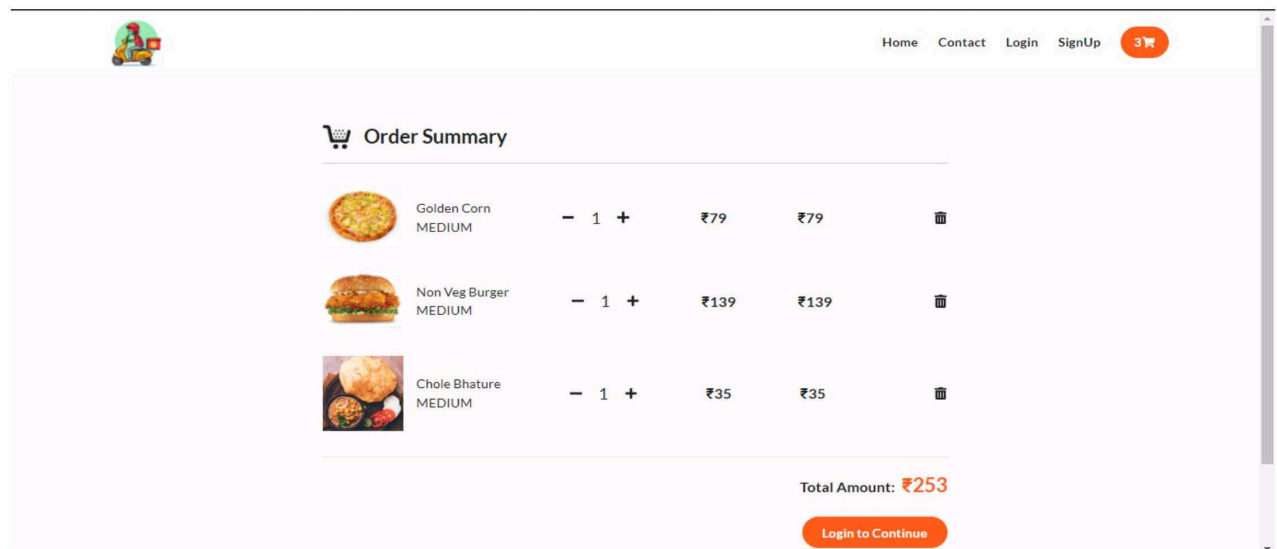 Home Contact Login SignUp 3
Order Summary
Golden Corn
MEDIUM
1 ₹79 ₹79
Non Veg Burger
MEDIUM
1 ₹139 ₹139
Chole Bhature
MEDIUM
1 ₹35 ₹35
Total Amount: ₹253
Login to Continue